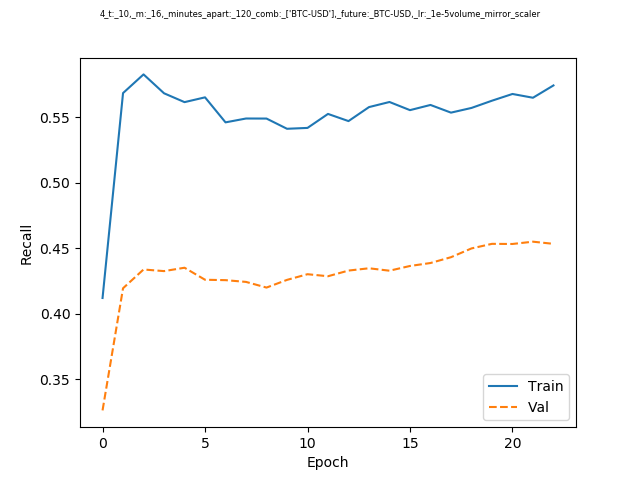 4_t:_10,_m:_16,_minutes_apart:_120_comb:_['BTC-USD'],_future:_BTC-USD,_lr:_1e-5volume_mirror_scaler
0.55
0.50
0.45
0.40
0.35
Recall
0
5
10
15
20
Epoch
Train
Val